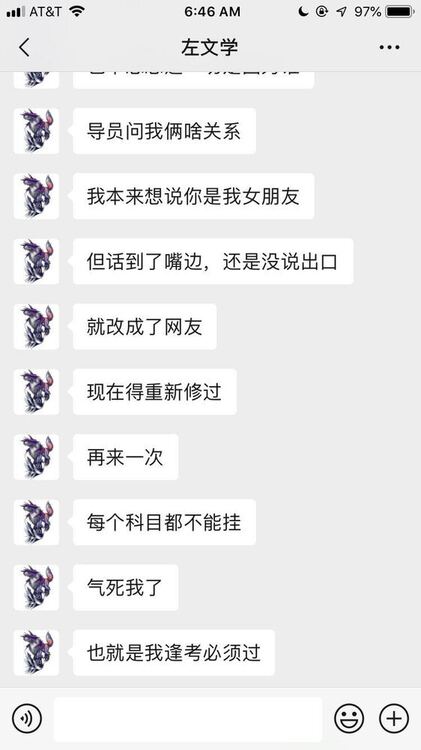 AT&T
6:46 AM
97%
左文学
导员问我俩啥关系
我本来想说你是我女朋友
但话到了嘴边，还是没说出口
就改成了网友
现在得重新修过
再来一次
每个科目都不能挂
气死我了
也就是我逢考必须过